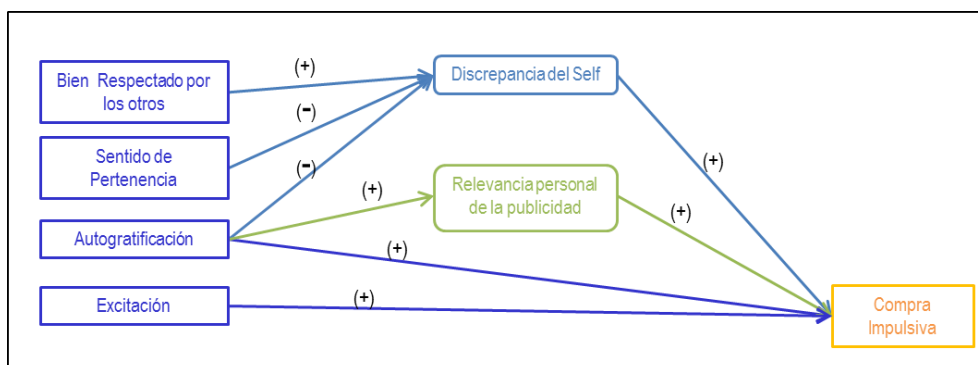 Bien Respectado por
los otros
(+)
Discrepancia del Self
(-)
Sentido de
Pertenencia
(-)
(+)
(+)
Relevancia personal
de la publicidad
(+)
Autogratificación
(+)
Excitación
(+)
Compra
Impulsiva